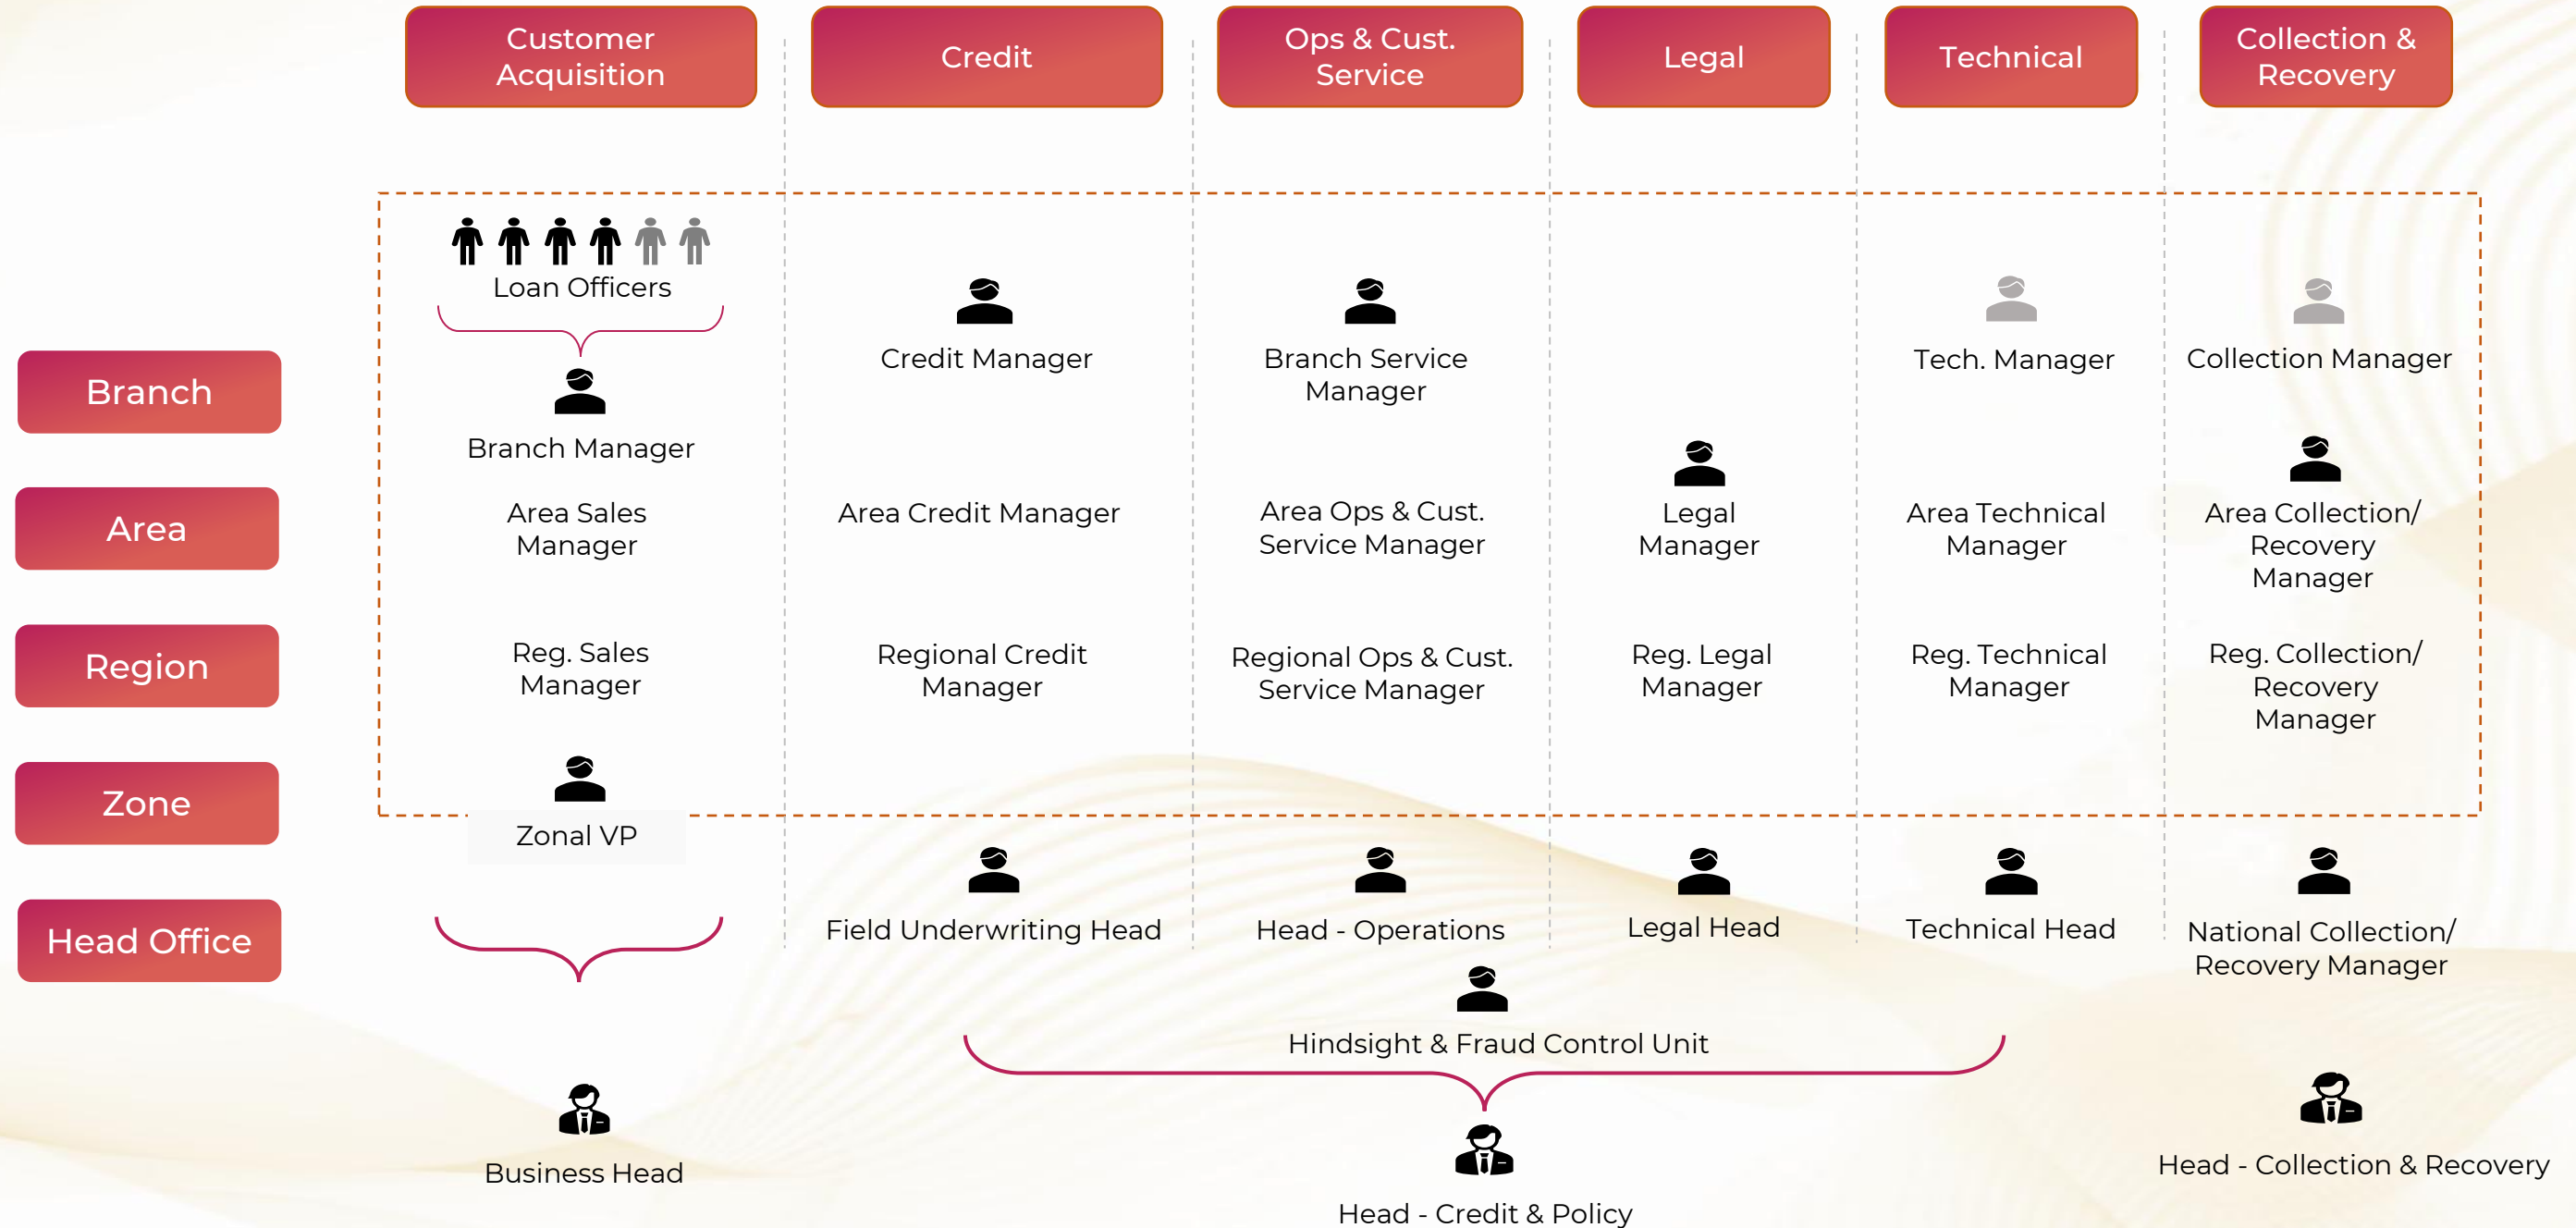 Customer
Acquisition
Credit
Ops & Cust.
Service
Legal
Technical
Collection &
Recovery
Branch
Loan Officers
Branch Manager
Credit Manager
Branch Service
Manager
Tech. Manager
Collection Manager
Area
Area Sales
Manager
Area Credit Manager
Area Ops & Cust.
Service Manager
Legal
Manager
Area Technical
Manager
Area Collection/
Recovery
Manager
Region
Reg. Sales
Manager
Regional Credit
Manager
Regional Ops & Cust.
Service Manager
Reg. Legal
Manager
Reg. Technical
Manager
Reg. Collection/
Recovery
Manager
Zone
Zonal VP
Head Office
Field Underwriting Head
Head - Operations
Legal Head
Technical Head
National Collection/
Recovery Manager
Hindsight & Fraud Control Unit
Business Head
Head - Credit & Policy
Head - Collection & Recovery